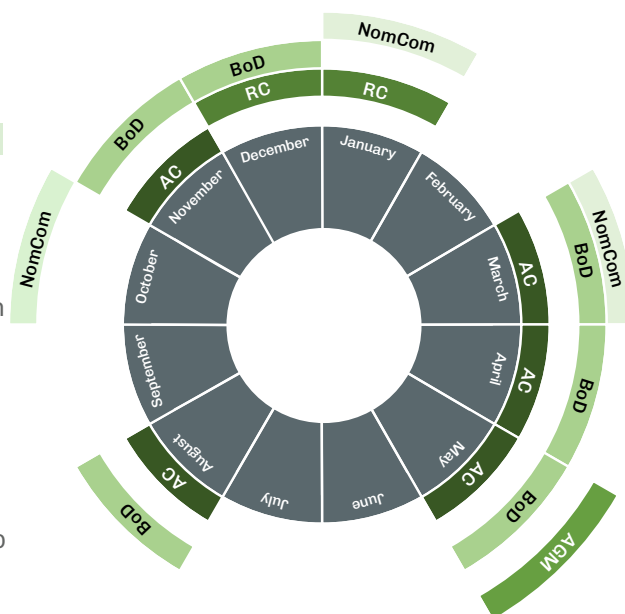 NomCom
BoD
RC
RC
BoD
AC
NomCom
January
February
March
April
May
June
July
August
September
October
November
December
AC
BoD
NomCom
AC
BoD
AC
BoD
AGM
AC
BoD